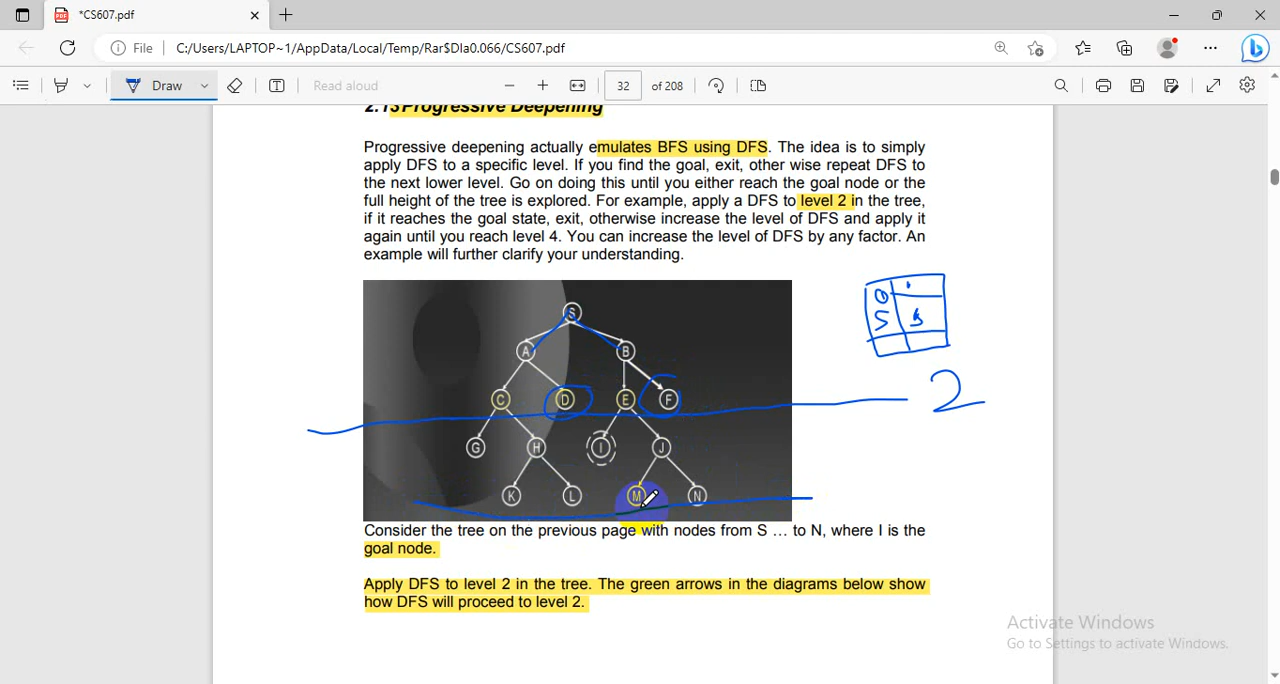 *CS607.pdf
File C:/Users/LAPTOP~1/AppData/Local/Temp/Rar$DIa0.066/CS607.pdf
Draw Read aloud 32 of 208
2.13Progressive Deepening
Progressive deepening actually emulates BFS using DFS. The idea is to simply
apply DFS to a specific level. If you find the goal, exit, other wise repeat DFS to
the next lower level. Go on doing this until you either reach the goal node or the
full height of the tree is explored. For example, apply a DFS to level 2 in the tree,
if it reaches the goal state, exit, otherwise increase the level of DFS and apply it
again until you reach level 4. You can increase the level of DFS by any factor. An
example will further clarify your understanding.
S
A B
C D E F
2
G H I J
K L M N
Consider the tree on the previous page with nodes from S ... to N, where I is the
goal node.
Apply DFS to level 2 in the tree. The green arrows in the diagrams below show
how DFS will proceed to level 2.
Activate Windows
Go to Settings to activate Windows.